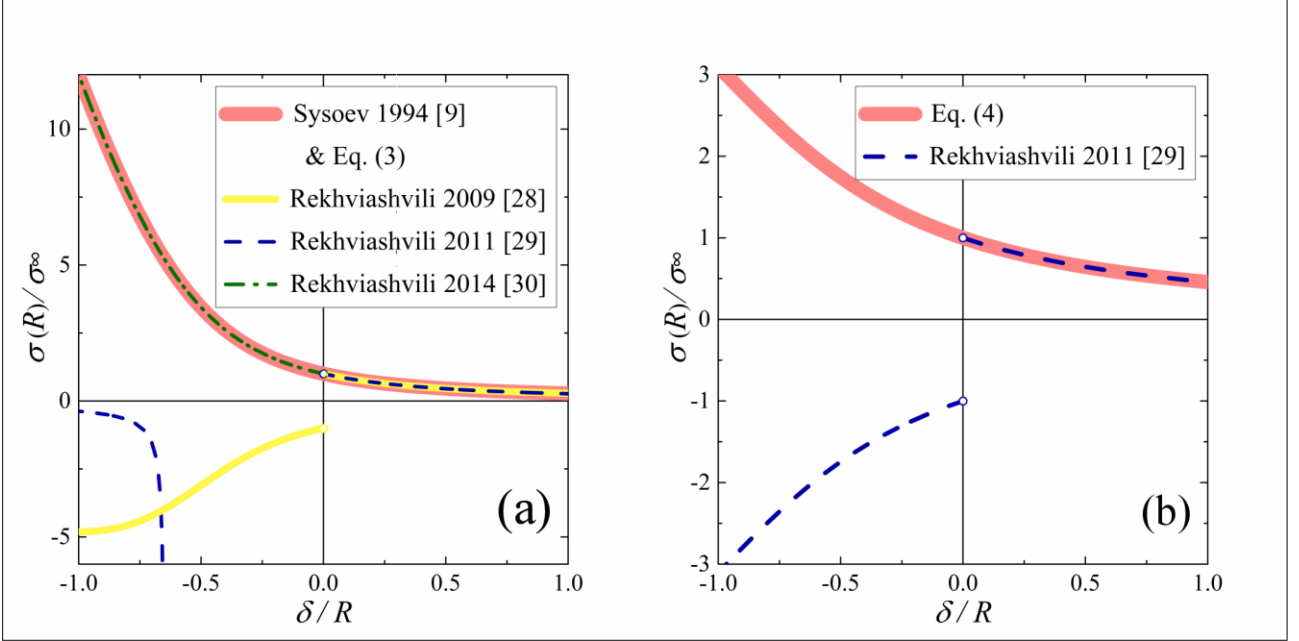 Sysoev 1994 [9]
& Eq. (3)
Rekhviashvili 2009 [28]
Rekhviashvili 2011 [29]
Rekhviashvili 2014 [30]
σ(R)/σ∞
10
5
0
-5
(a)
-1.0 -0.5 0.0 0.5 1.0
δ/R
Eq. (4)
Rekhviashvili 2011 [29]
σ(R)/σ∞
3
2
1
0
-1
-2
-3
(b)
-1.0 -0.5 0.0 0.5 1.0
δ/R